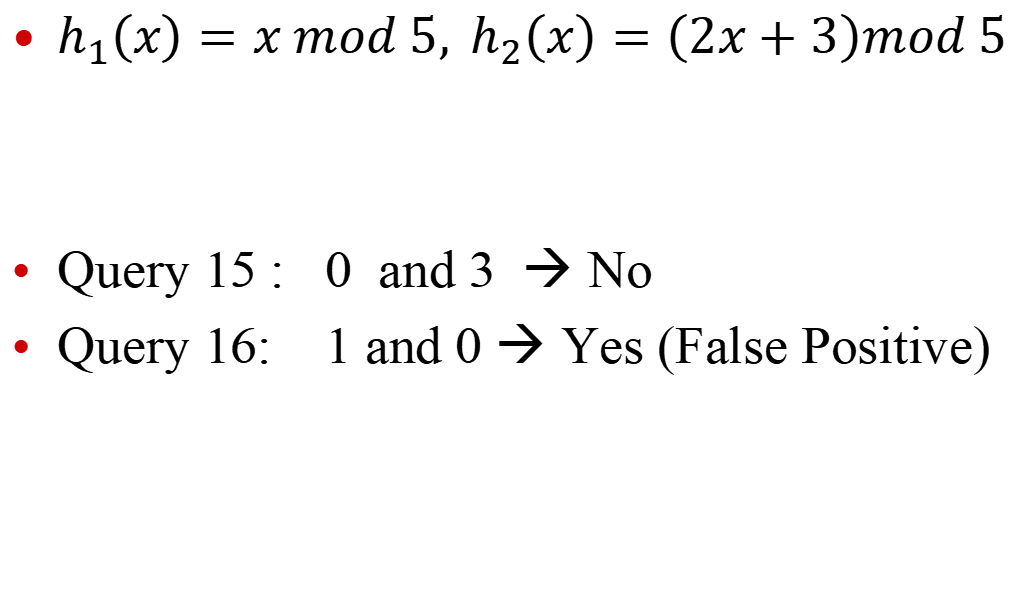 • h₁(x) = x mod 5, h₂(x) = (2x + 3)mod 5
• Query 15 : 0 and 3 → No
• Query 16: 1 and 0 → Yes (False Positive)